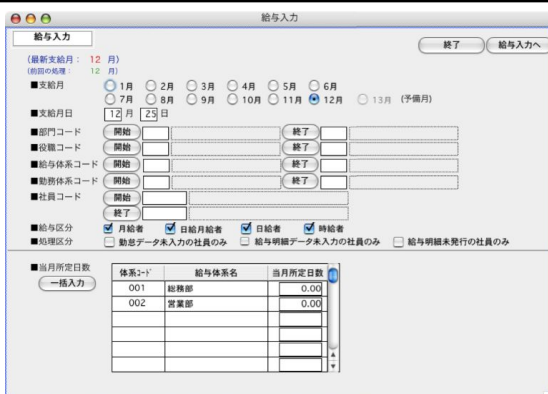 給与入力
給与入力
終了 給与入力へ
(最新支給月： 12 月)
(前回の処理： 12 月)
■支給月 1月 2月 3月 4月 5月 6月
7月 8月 9月 10月 11月 12月 13月 (予備月)
■支給月日 12 月 25 日
■部門コード 開始 終了
■役職コード 開始 終了
■給与体系コード 開始 終了
■勤務体系コード 開始 終了
■社員コード 開始
終了
■給与区分 月給者 日給月給者 日給者 時給者
■処理区分 勤怠データ未入力の社員のみ 給与明細データ未入力の社員のみ 給与明細未発行の社員のみ
■当月所定日数
一括入力
体系ｺｰﾄﾞ 給与体系名 当月所定日数
001 総務部 0.00
002 営業部 0.00